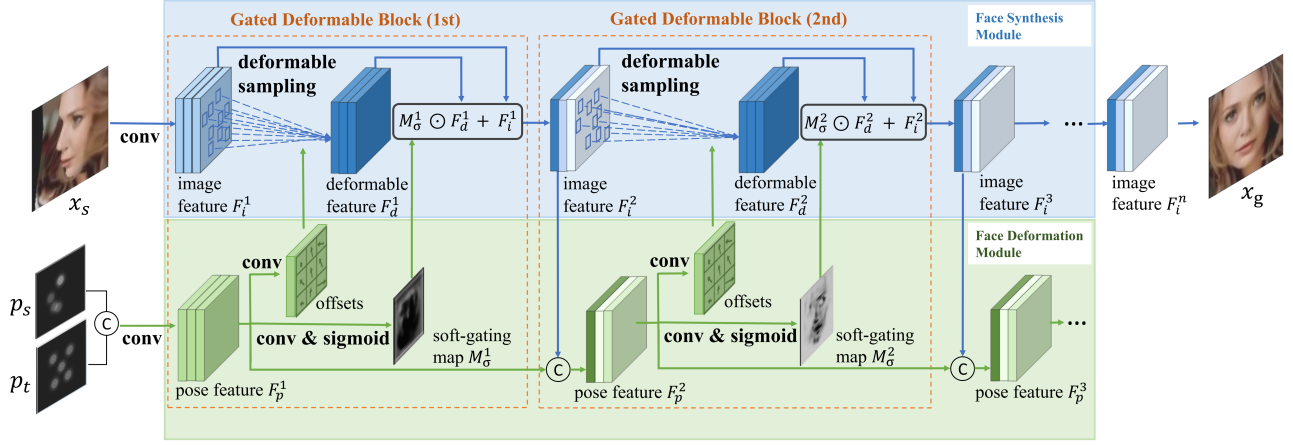 Gated Deformable Block (1st)
Gated Deformable Block (2nd)
Face Synthesis
Module
deformable
sampling
deformable
sampling
M¹σ ⊙ F¹d + F¹i
M²σ ⊙ F²d + F²i
conv
...
image
feature F¹i
deformable
feature F¹d
image
feature F²i
deformable
feature F²d
image
feature F³i
image
feature Fⁿi
xs
xg
Face Deformation
Module
conv
offsets
conv
offsets
ps
C
conv
pt
conv & sigmoid
soft-gating
map M¹σ
conv & sigmoid
soft-gating
map M²σ
...
C
C
pose feature F¹p
pose feature F²p
pose feature F³p